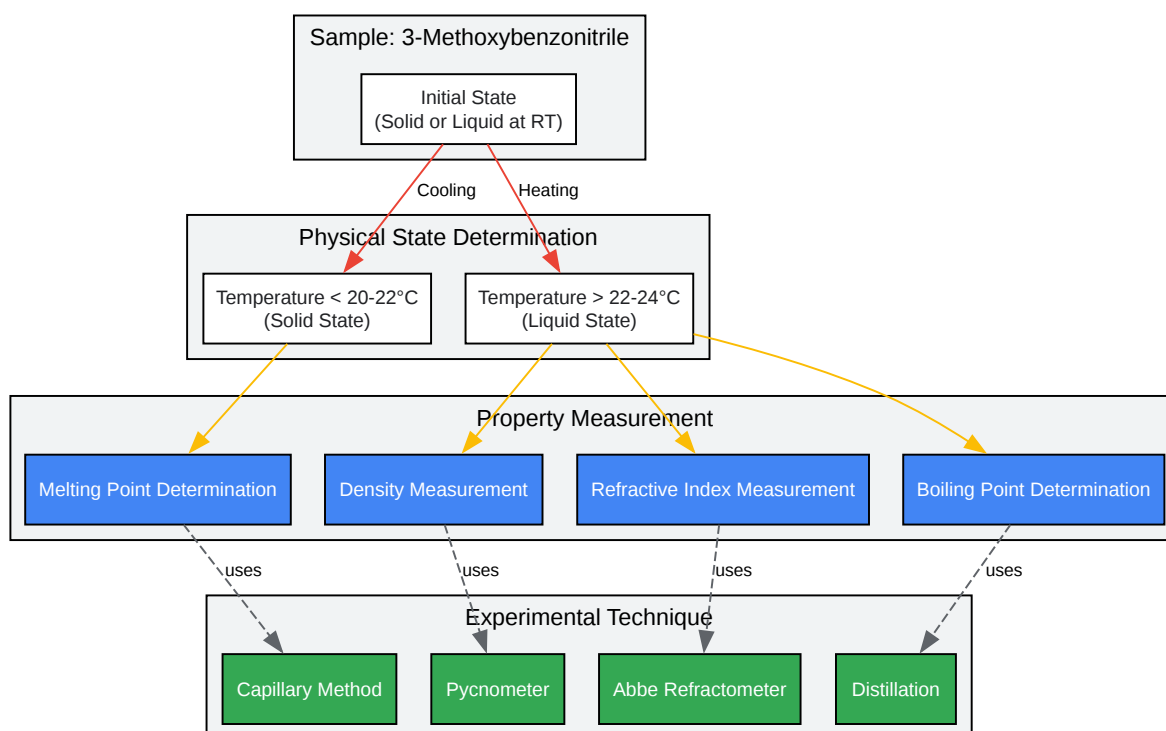 Sample: 3-Methoxybenzonitrile
Initial State
(Solid or Liquid at RT)
Cooling
Heating
Physical State Determination
Temperature < 20-22°C
(Solid State)
Temperature > 22-24°C
(Liquid State)
Property Measurement
Melting Point Determination
Density Measurement
Refractive Index Measurement
Boiling Point Determination
uses
uses
uses
uses
Experimental Technique
Capillary Method
Pycnometer
Abbe Refractometer
Distillation